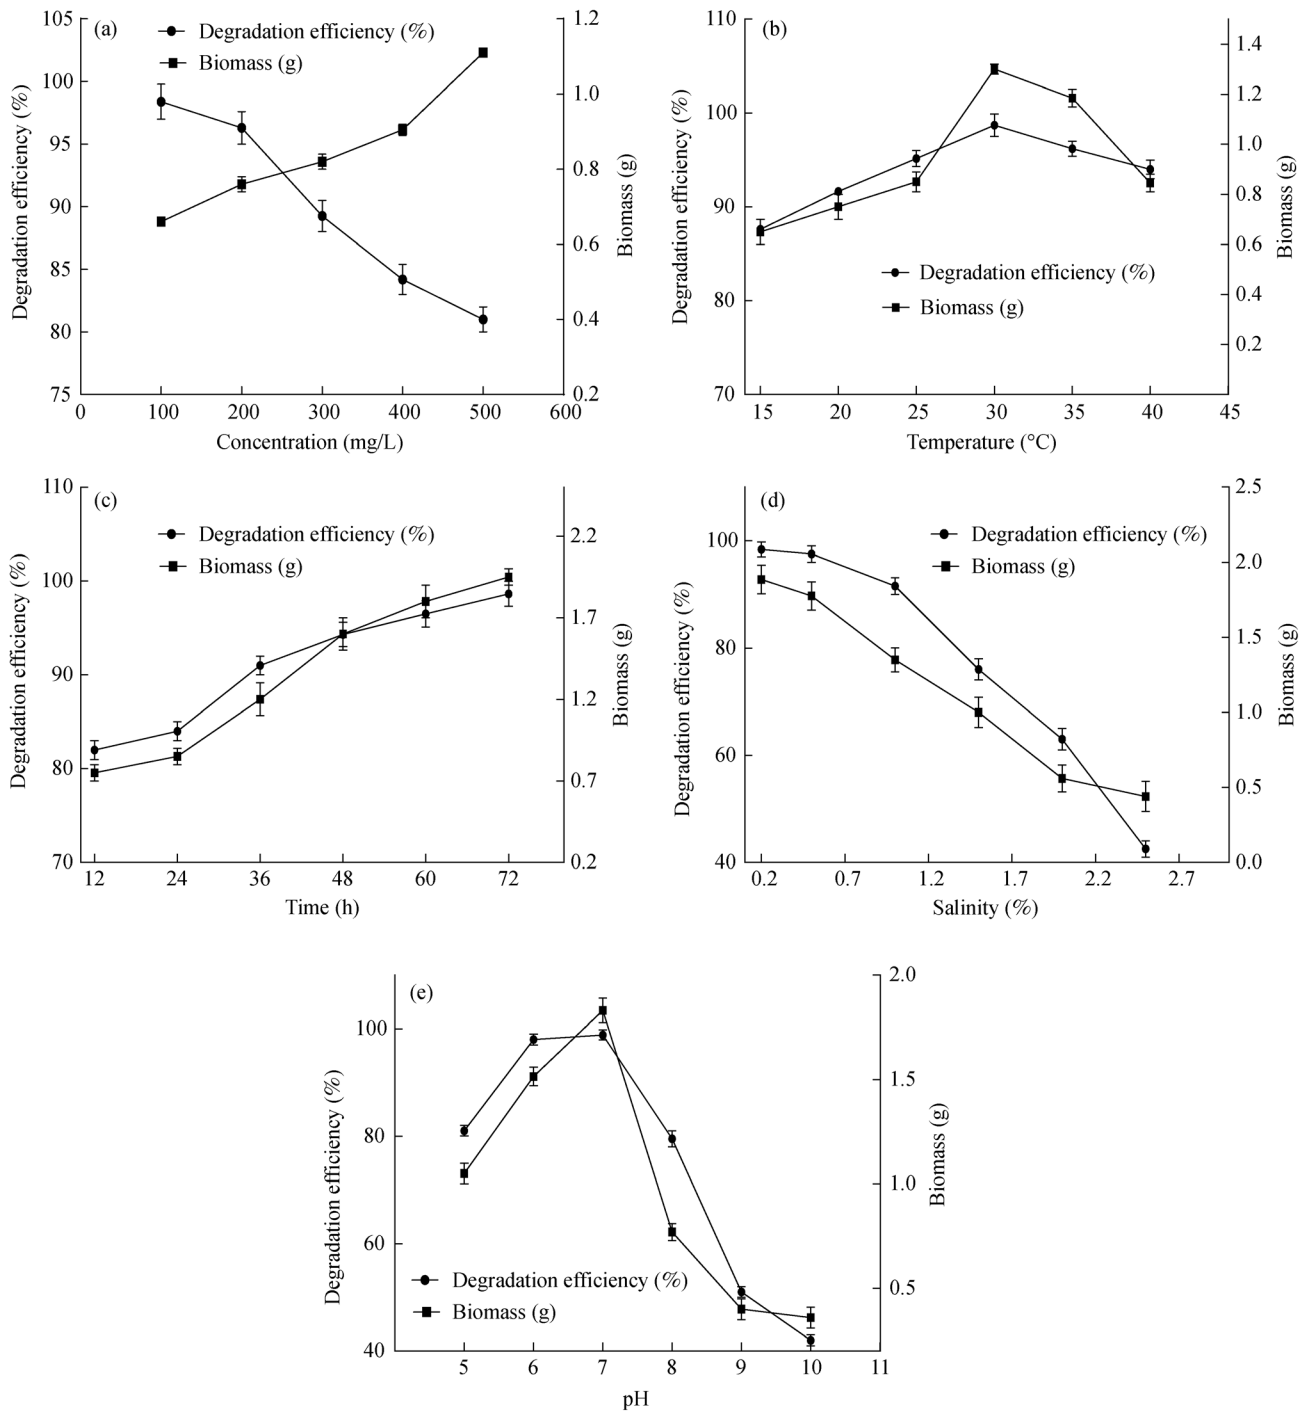 (a)
Degradation efficiency (%)
Biomass (g)
105
100
95
90
85
80
75
1.2
1.0
0.8
0.6
0.4
0.2
0 100 200 300 400 500 600
Concentration (mg/L)
Degradation efficiency (%)
Biomass (g)
(b)
Degradation efficiency (%)
Biomass (g)
110
100
90
80
70
1.4
1.2
1.0
0.8
0.6
0.4
0.2
15 20 25 30 35 40 45
Temperature (°C)
Degradation efficiency (%)
Biomass (g)
(c)
Degradation efficiency (%)
Biomass (g)
110
100
90
80
70
2.2
1.7
1.2
0.7
0.2
12 24 36 48 60 72
Time (h)
Degradation efficiency (%)
Biomass (g)
(d)
Degradation efficiency (%)
Biomass (g)
100
80
60
40
2.5
2.0
1.5
1.0
0.5
0.0
0.2 0.7 1.2 1.7 2.2 2.7
Salinity (%)
Degradation efficiency (%)
Biomass (g)
(e)
Degradation efficiency (%)
Biomass (g)
100
80
60
40
2.0
1.5
1.0
0.5
5 6 7 8 9 10 11
pH
Degradation efficiency (%)
Biomass (g)